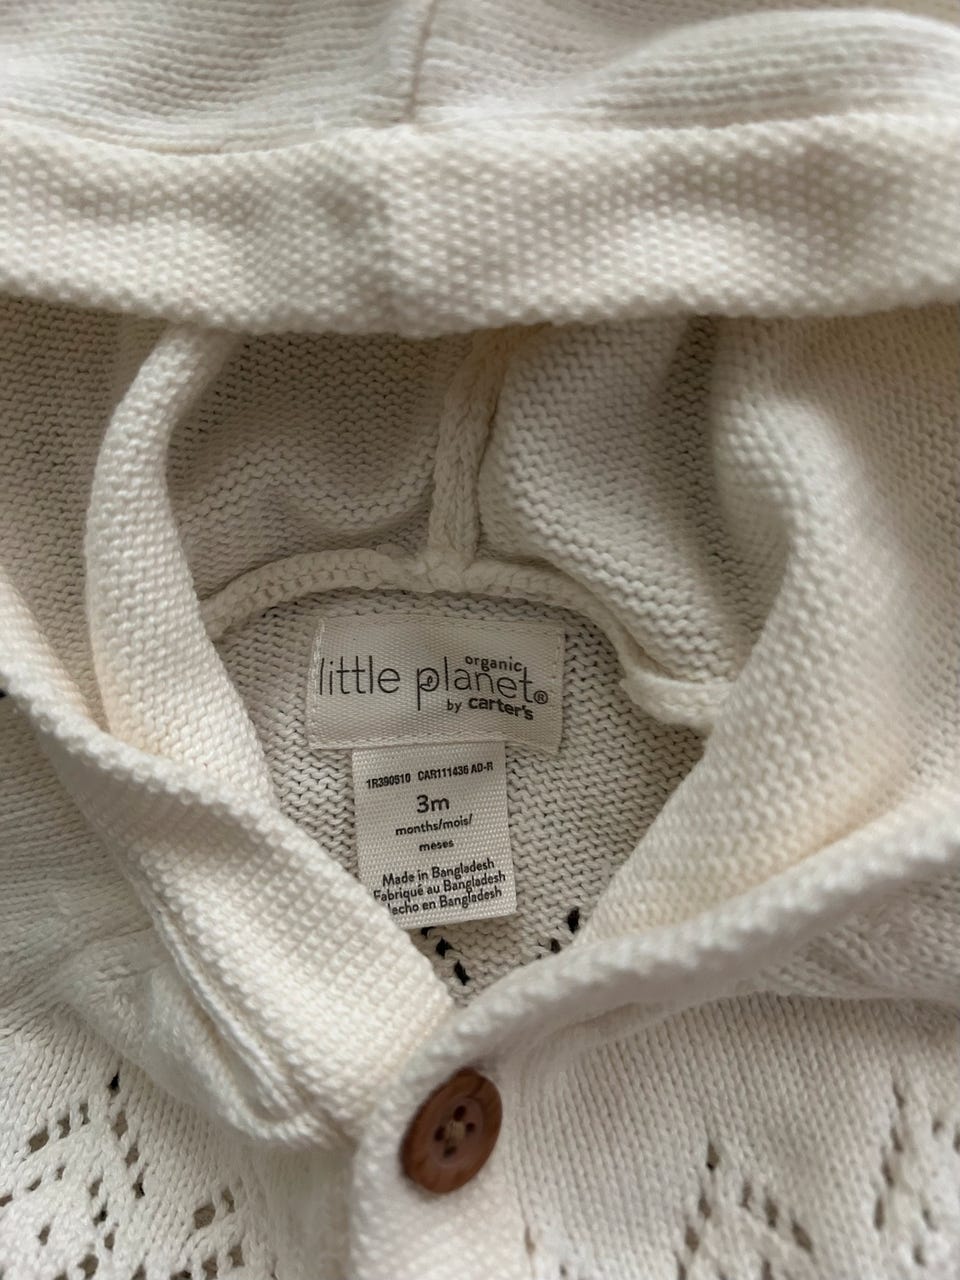 organic
little planet®
by carter's
1R390510 CAR111436 AD-R
3m
months/mois/
meses
Made in Bangladesh
Fabriqué au Bangladesh
echo en Bangladesh